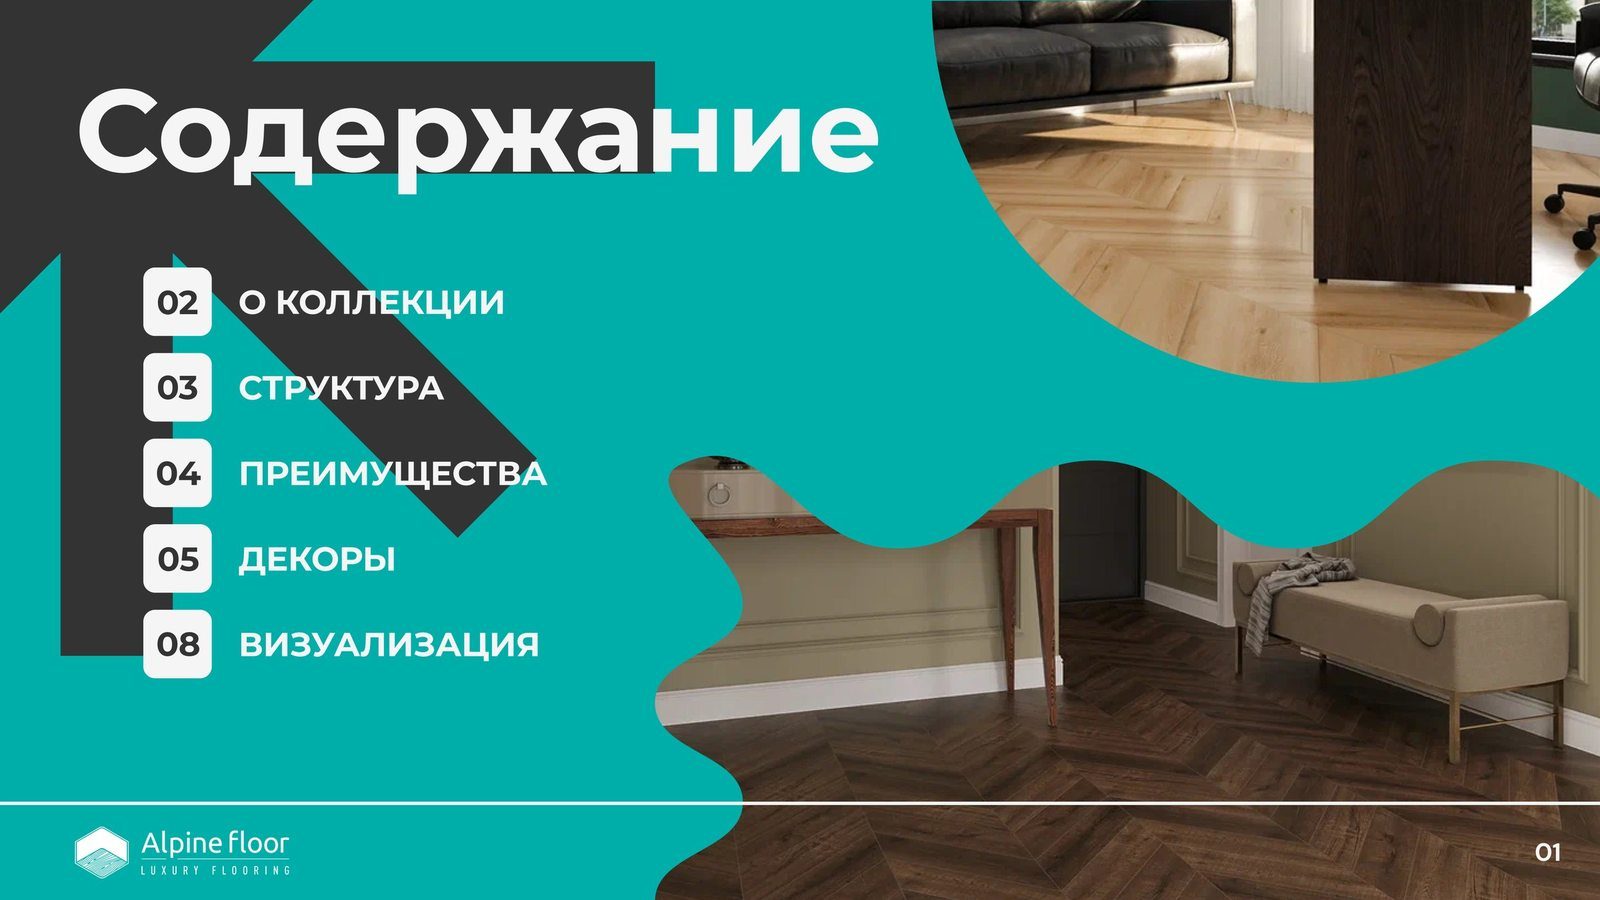 Содержание
02 О КОЛЛЕКЦИИ
03 СТРУКТУРА
04 ПРЕИМУЩЕСТВА
05 ДЕКОРЫ
08 ВИЗУАЛИЗАЦИЯ
Alpine floor
LUXURY FLOORING
01